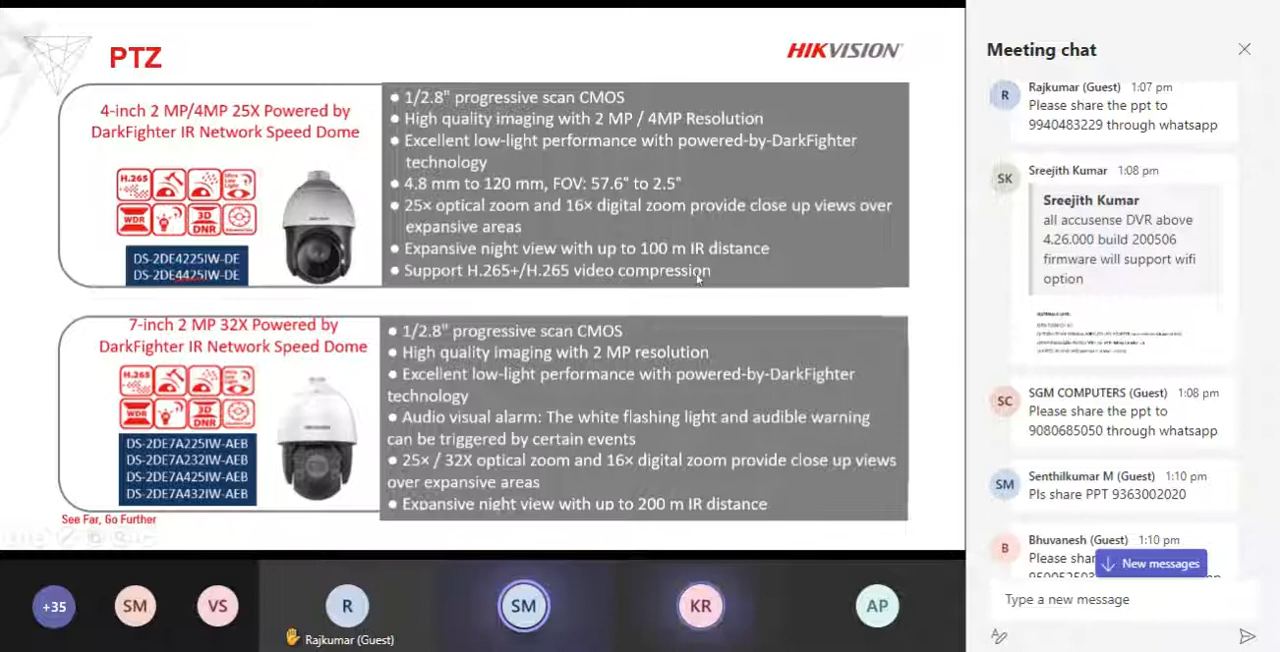 PTZ
HIKVISION
4-inch 2 MP/4MP 25X Powered by
DarkFighter IR Network Speed Dome
H.265
WDR
3D
DNR
DS-2DE4225IW-DE
DS-2DE4425IW-DE
● 1/2.8" progressive scan CMOS
● High quality imaging with 2 MP / 4MP Resolution
● Excellent low-light performance with powered-by-DarkFighter
technology
● 4.8 mm to 120 mm, FOV: 57.6° to 2.5°
● 25× optical zoom and 16× digital zoom provide close up views over
expansive areas
● Expansive night view with up to 100 m IR distance
● Support H.265+/H.265 video compression
7-inch 2 MP 32X Powered by
DarkFighter IR Network Speed Dome
H.265
WDR
3D
DNR
DS-2DE7A225IW-AEB
DS-2DE7A232IW-AEB
DS-2DE7A425IW-AEB
DS-2DE7A432IW-AEB
● 1/2.8" progressive scan CMOS
● High quality imaging with 2 MP resolution
● Excellent low-light performance with powered-by-DarkFighter
technology
● Audio visual alarm: The white flashing light and audible warning
can be triggered by certain events
● 25× / 32X optical zoom and 16× digital zoom provide close up views
over expansive areas
● Expansive night view with up to 200 m IR distance
See Far, Go Further
+35
SM
VS
R
Rajkumar (Guest)
SM
KR
AP
Meeting chat
R
Rajkumar (Guest) 1:07 pm
Please share the ppt to
9940483229 through whatsapp
SK
Sreejith Kumar 1:08 pm
Sreejith Kumar
all accusense DVR above
4.26.000 build 200506
firmware will support wifi
option
SC
SGM COMPUTERS (Guest) 1:08 pm
Please share the ppt to
9080685050 through whatsapp
SM
Senthilkumar M (Guest) 1:10 pm
Pls share PPT 9363002020
B
Bhuvanesh (Guest) 1:10 pm
Please
New messages
Type a new message